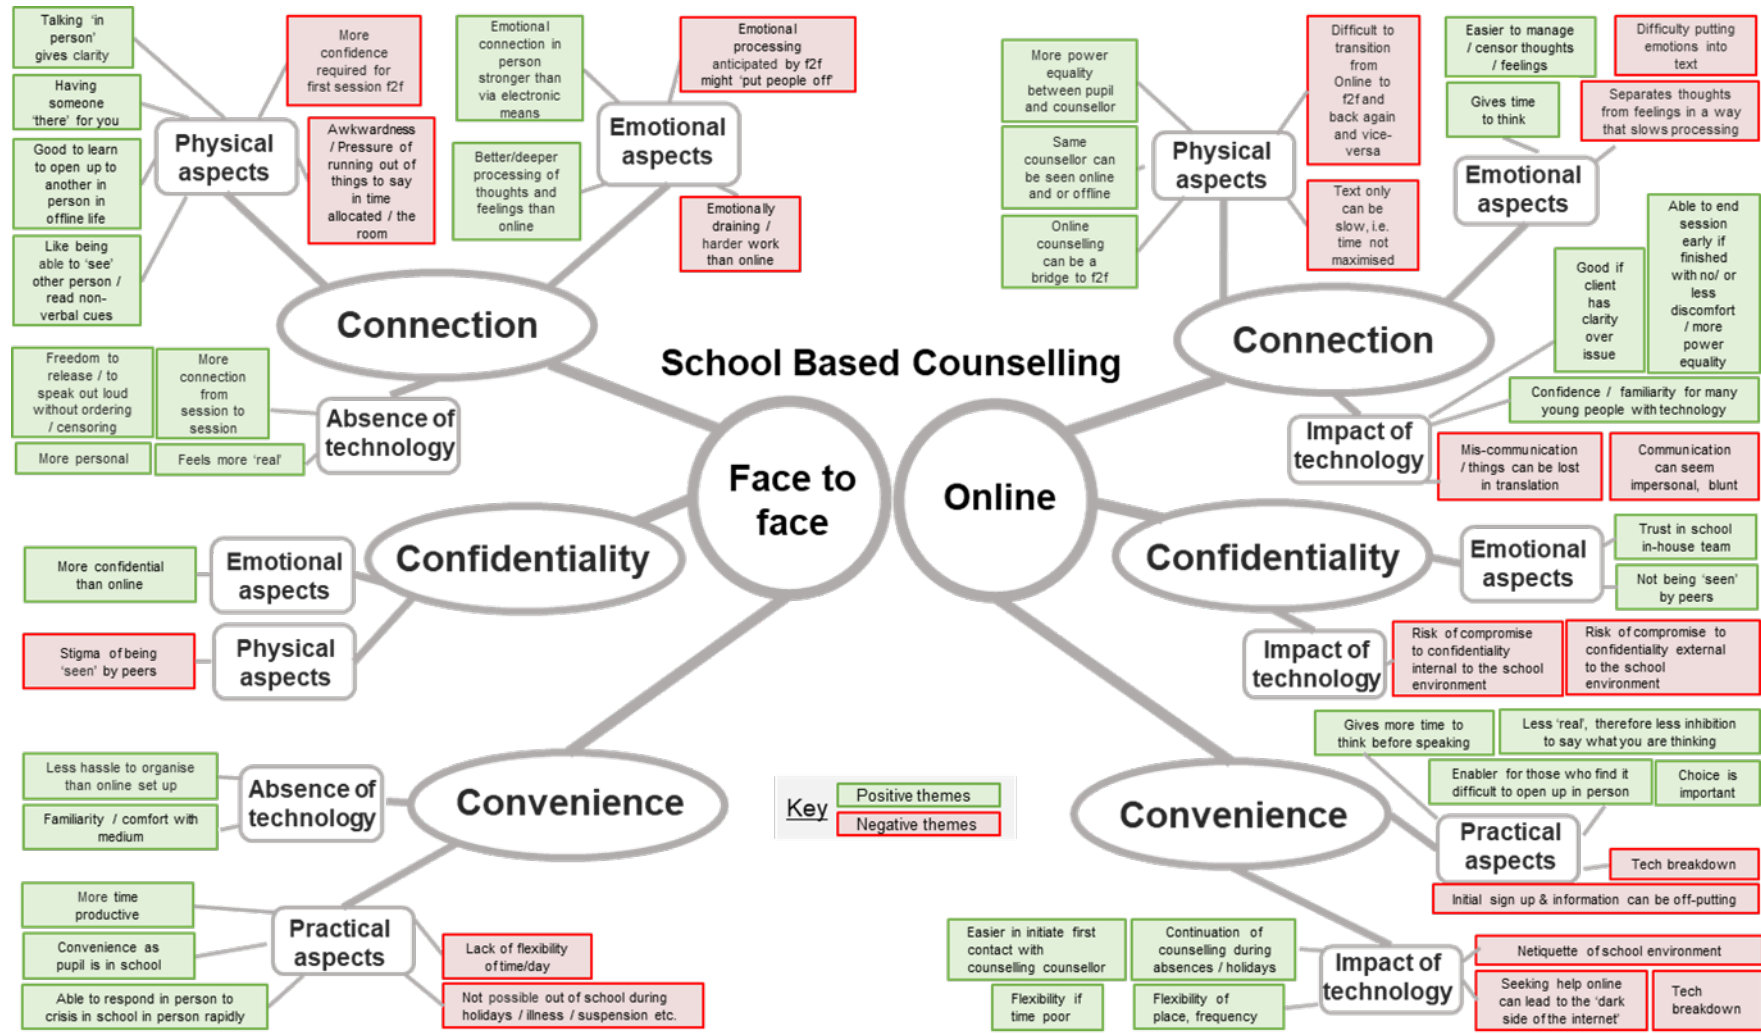 Talking ‘in
person’
gives clarity
More
confidence
required for
first session f2f
Having
someone
‘there’ for you
Good to learn
to open up to
another in
person in
offline life
Like being
able to ‘see’
other person /
read non-
verbal cues
Physical
aspects
Awkwardness
/ Pressure of
running out of
things to say
in time
allocated / the
room
Emotional
connection in
person
stronger than
via electronic
means
Emotional
processing
anticipated by f2f
might ‘put people off’
Emotional
aspects
Better/deeper
processing of
thoughts and
feelings than
online
Emotionally
draining /
harder work
than online
Connection
Freedom to
release / to
speak out loud
without ordering
/ censoring
More
connection
from
session to
session
More personal
Feels more ‘real’
Absence of
technology
School Based Counselling
Face to
face
Online
Confidentiality
Emotional
aspects
More confidential
than online
Physical
aspects
Stigma of being
‘seen’ by peers
Convenience
Absence of
technology
Less hassle to organise
than online set up
Familiarity / comfort with
medium
Practical
aspects
More time
productive
Convenience as
pupil is in school
Able to respond in person to
crisis in school in person rapidly
Lack of flexibility
of time/day
Not possible out of school during
holidays / illness / suspension etc.
Key
Positive themes
Negative themes
More power
equality
between pupil
and counsellor
Same
counsellor can
be seen online
and or offline
Online
counselling
can be a
bridge to f2f
Physical
aspects
Difficult to
transition
from
Online to
f2f and
back again
and vice-
versa
Text only
can be
slow, i.e.
time not
maximised
Easier to manage
/ censor thoughts
/ feelings
Difficulty putting
emotions into
text
Gives time
to think
Separates thoughts
from feelings in a way
that slows processing
Emotional
aspects
Connection
Good if
client
has
clarity
over
issue
Able to end
session
early if
finished
with no/ or
less
discomfort
/ more
power
equality
Confidence / familiarity for many
young people with technology
Impact of
technology
Mis-communication
/ things can be lost
in translation
Communication
can seem
impersonal, blunt
Confidentiality
Emotional
aspects
Trust in school
in-house team
Not being ‘seen’
by peers
Impact of
technology
Risk of compromise
to confidentiality
internal to the school
environment
Risk of compromise to
confidentiality external
to the school
environment
Convenience
Gives more time to
think before speaking
Less ‘real’, therefore less inhibition
to say what you are thinking
Enabler for those who find it
difficult to open up in person
Choice is
important
Practical
aspects
Tech breakdown
Initial sign up & information can be off-putting
Easier in initiate first
contact with
counselling counsellor
Continuation of
counselling during
absences / holidays
Flexibility if
time poor
Flexibility of
place, frequency
Impact of
technology
Netiquette of school environment
Seeking help online
can lead to the ‘dark
side of the internet’
Tech
breakdown